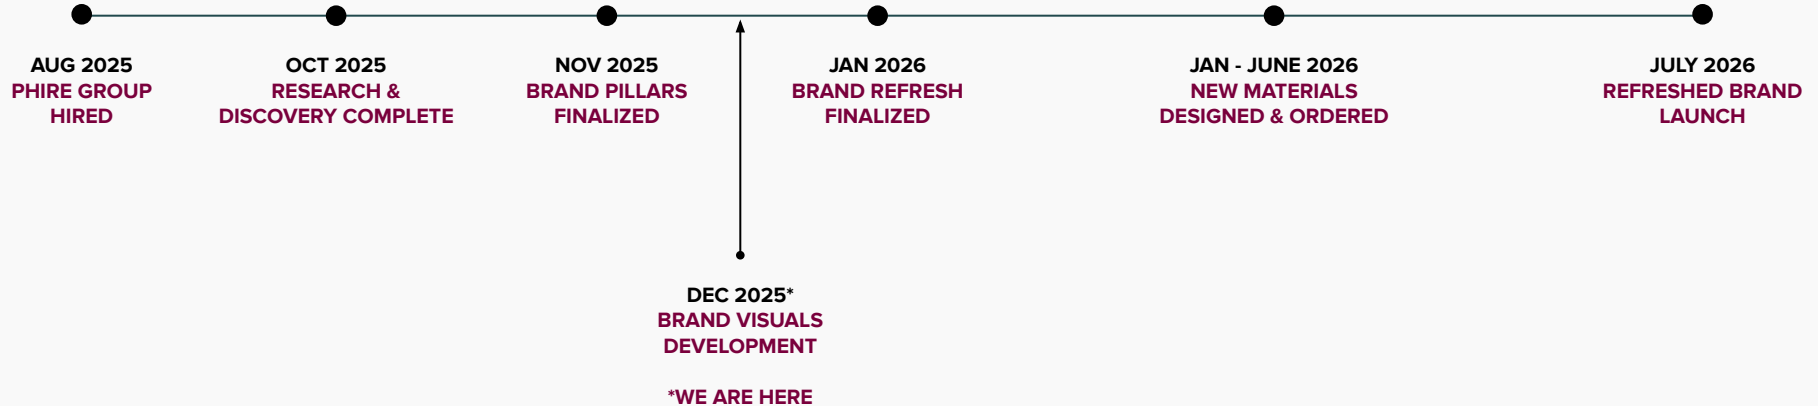 AUG 2025
PHIRE GROUP
HIRED
OCT 2025
RESEARCH &
DISCOVERY COMPLETE
NOV 2025
BRAND PILLARS
FINALIZED
DEC 2025*
BRAND VISUALS
DEVELOPMENT
*WE ARE HERE
JAN 2026
BRAND REFRESH
FINALIZED
JAN - JUNE 2026
NEW MATERIALS
DESIGNED & ORDERED
JULY 2026
REFRESHED BRAND
LAUNCH